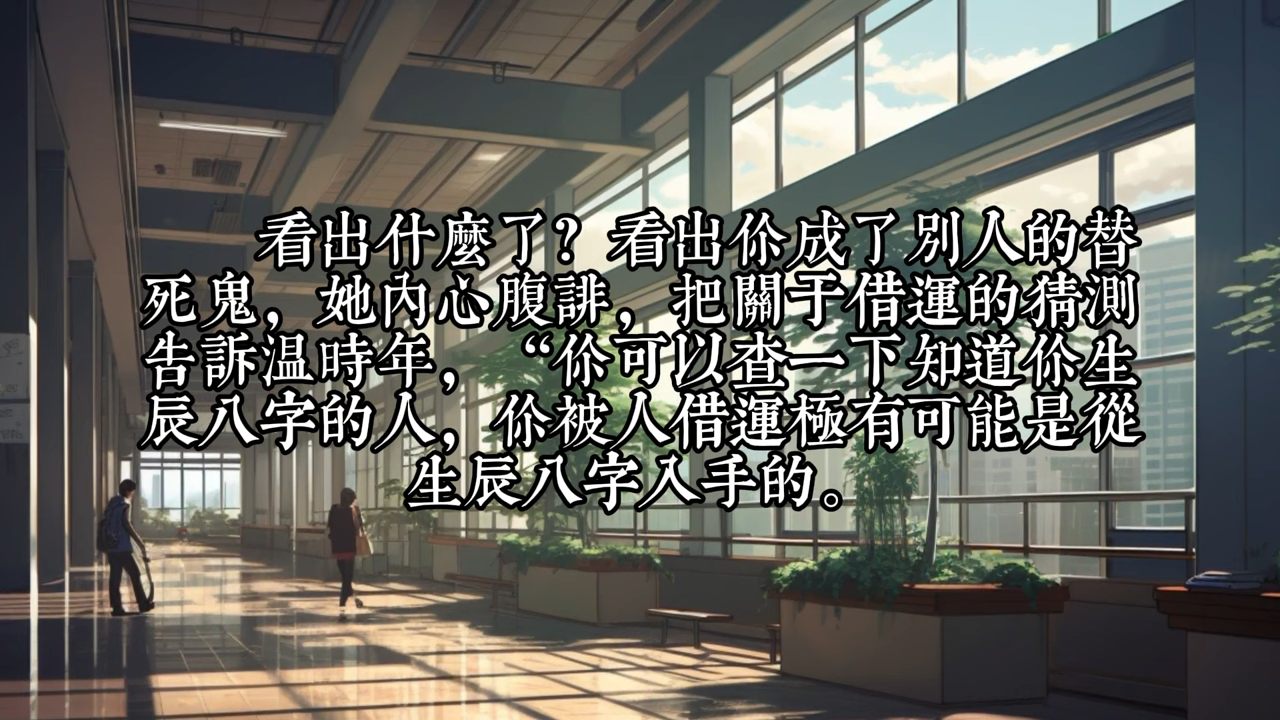 看出什麼了？看出你成了別人的替
死鬼，她內心腹誹，把關于借運的猜測
告訴温時年，“你可以查一下知道你生
辰八字的人，你被人借運極有可能是從
生辰八字入手的。